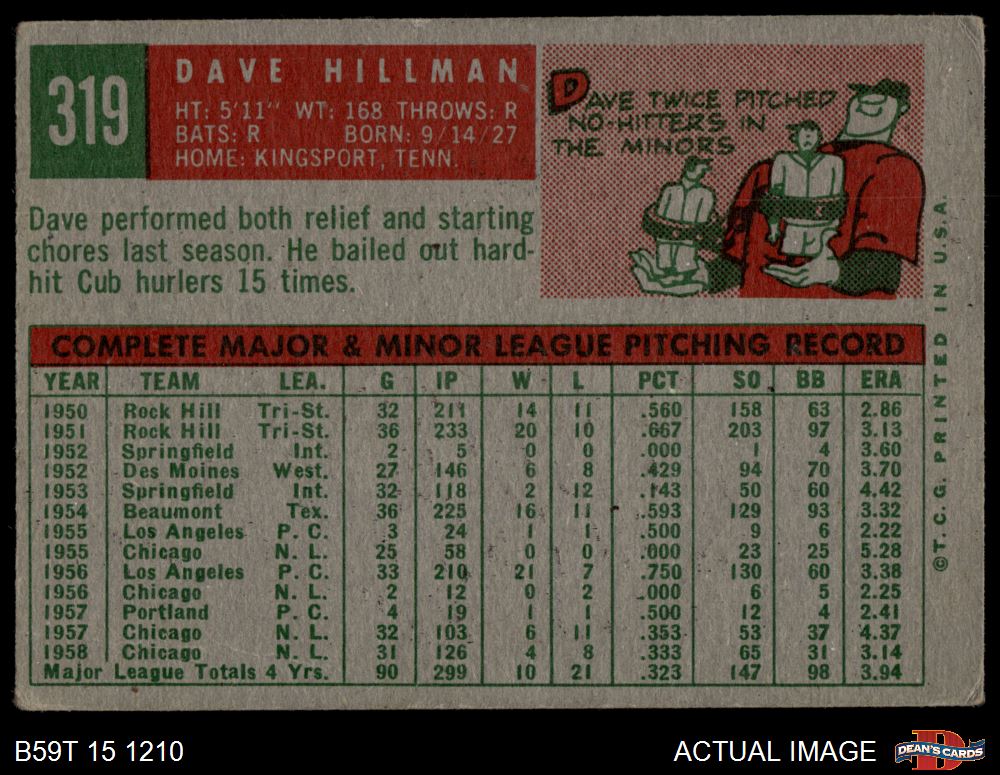 319
DAVE HILLMAN
HT: 5'11" WT: 168 THROWS: R
BATS: R BORN: 9/14/27
HOME: KINGSPORT, TENN.
DAVE TWICE PITCHED
NO-HITTERS IN
THE MINORS
Dave performed both relief and starting
chores last season. He bailed out hard-
hit Cub hurlers 15 times.
COMPLETE MAJOR & MINOR LEAGUE PITCHING RECORD
YEAR TEAM LEA. G IP W L PCT SO BB ERA
1950 Rock Hill Tri-St. 32 211 14 11 .560 158 63 2.86
1951 Rock Hill Tri-St. 36 233 20 10 .667 203 97 3.13
1952 Springfield Int. 2 5 0 0 .000 1 4 3.60
1952 Des Moines West. 27 146 6 8 .429 94 70 3.70
1953 Springfield Int. 32 118 2 12 .143 50 60 4.42
1954 Beaumont Tex. 36 225 16 11 .593 129 93 3.32
1955 Los Angeles P. C. 3 24 1 1 .500 9 6 2.22
1955 Chicago N. L. 25 58 0 0 .000 23 25 5.28
1956 Los Angeles P. C. 33 210 21 7 .750 130 60 3.38
1956 Chicago N. L. 2 12 0 2 .000 6 5 2.25
1957 Portland P. C. 4 19 1 1 .500 12 4 2.41
1957 Chicago N. L. 32 103 6 11 .353 53 37 4.37
1958 Chicago N. L. 31 126 4 8 .333 65 31 3.14
Major League Totals 4 Yrs. 90 299 10 21 .323 147 98 3.94
©T.C.G. PRINTED IN U.S.A.
B59T 15 1210
ACTUAL IMAGE
DEAN'S CARDS